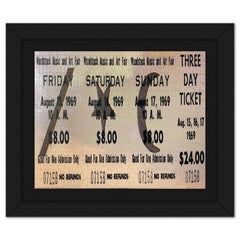 Woodstock Music and Art Fair
FRIDAY
August 15, 1969
10 A.M.
$8.00
Good For One Admission Only
07158 NO REFUNDS
Woodstock Music and Art Fair
SATURDAY
August 16, 1969
10 A.M.
$8.00
Good For One Admission Only
07158 NO REFUNDS
Woodstock Music and Art Fair
SUNDAY
August 17, 1969
10 A.M.
$8.00
Good For One Admission Only
07158 NO REFUNDS
THREE
DAY
TICKET
Aug. 15, 16, 17
1969
$24.00
07158